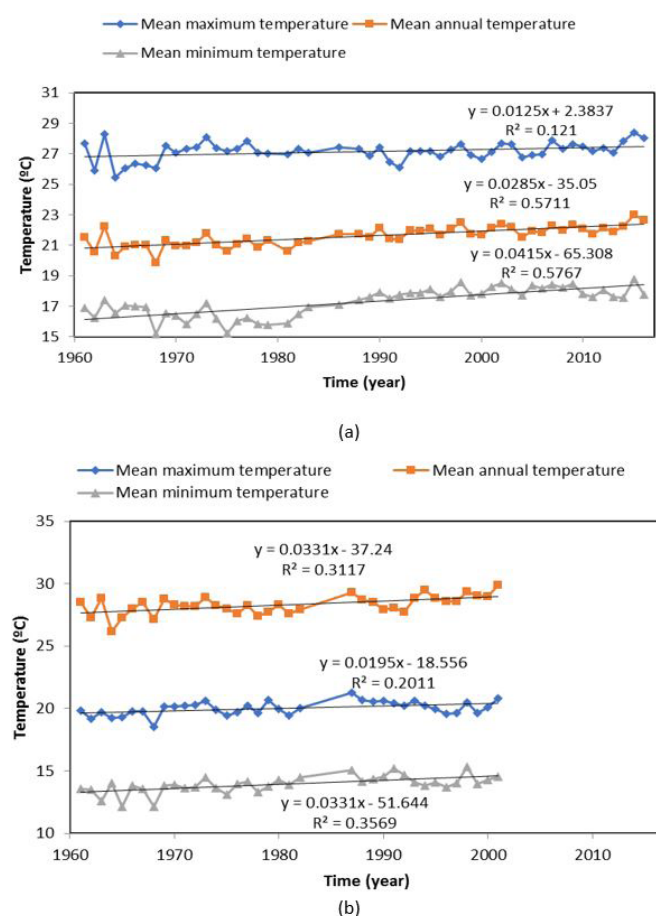 Mean maximum temperature Mean annual temperature
Mean minimum temperature
31
29
27
25
23
21
19
17
15
Temperature (ºC)
y = 0.0125x + 2.3837
R² = 0.121
y = 0.0285x - 35.05
R² = 0.5711
y = 0.0415x - 65.308
R² = 0.5767
1960 1970 1980 1990 2000 2010
Time (year)
(a)
Mean maximum temperature Mean annual temperature
Mean minimum temperature
35
30
25
20
15
10
Temperature (ºC)
y = 0.0331x - 37.24
R² = 0.3117
y = 0.0195x - 18.556
R² = 0.2011
y = 0.0331x - 51.644
R² = 0.3569
1960 1970 1980 1990 2000 2010
Time (year)
(b)